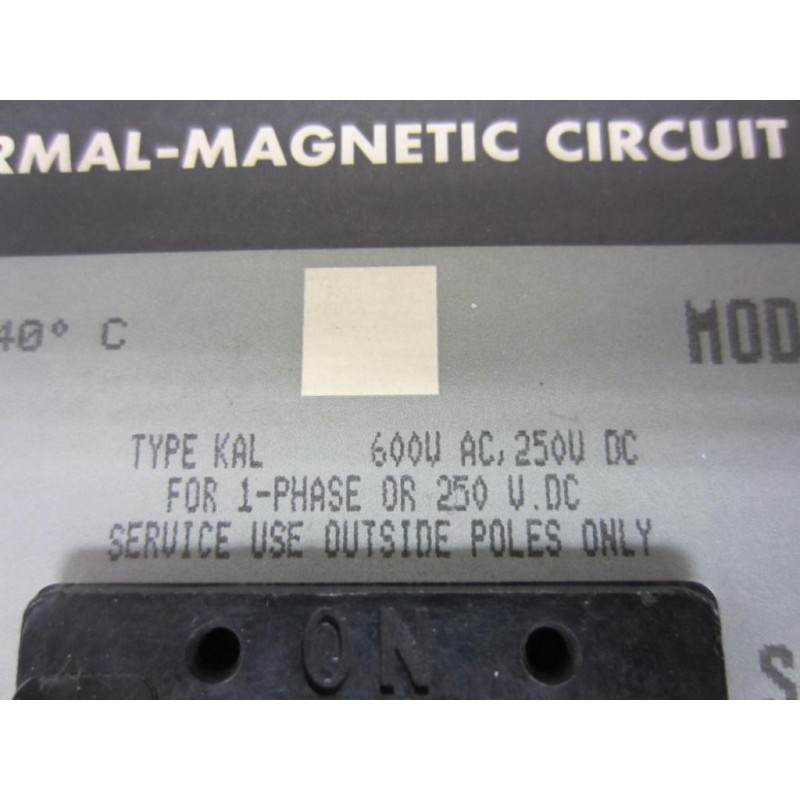 RMAL-MAGNETIC CIRCUIT
40° C MOD
TYPE KAL 600V AC, 250V DC
FOR 1-PHASE OR 250 V.DC
SERVICE USE OUTSIDE POLES ONLY
ON
S